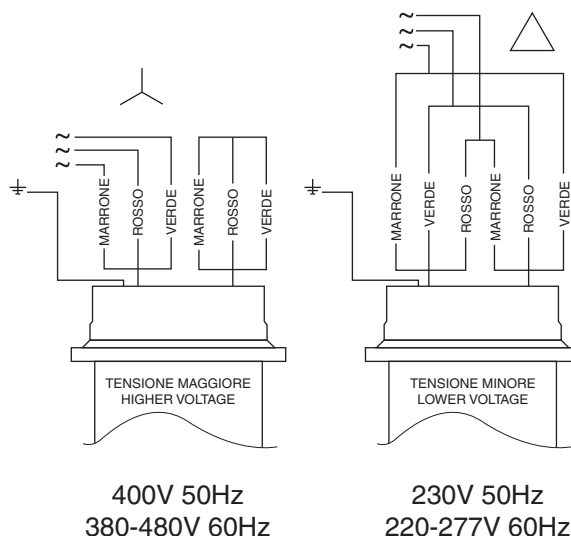 ~
~
~
MARRONE
ROSSO
VERDE
MARRONE
ROSSO
VERDE
TENSIONE MAGGIORE
HIGHER VOLTAGE
400V 50Hz
380-480V 60Hz
~
~
~
MARRONE
VERDE
ROSSO
MARRONE
ROSSO
VERDE
TENSIONE MINORE
LOWER VOLTAGE
230V 50Hz
220-277V 60Hz